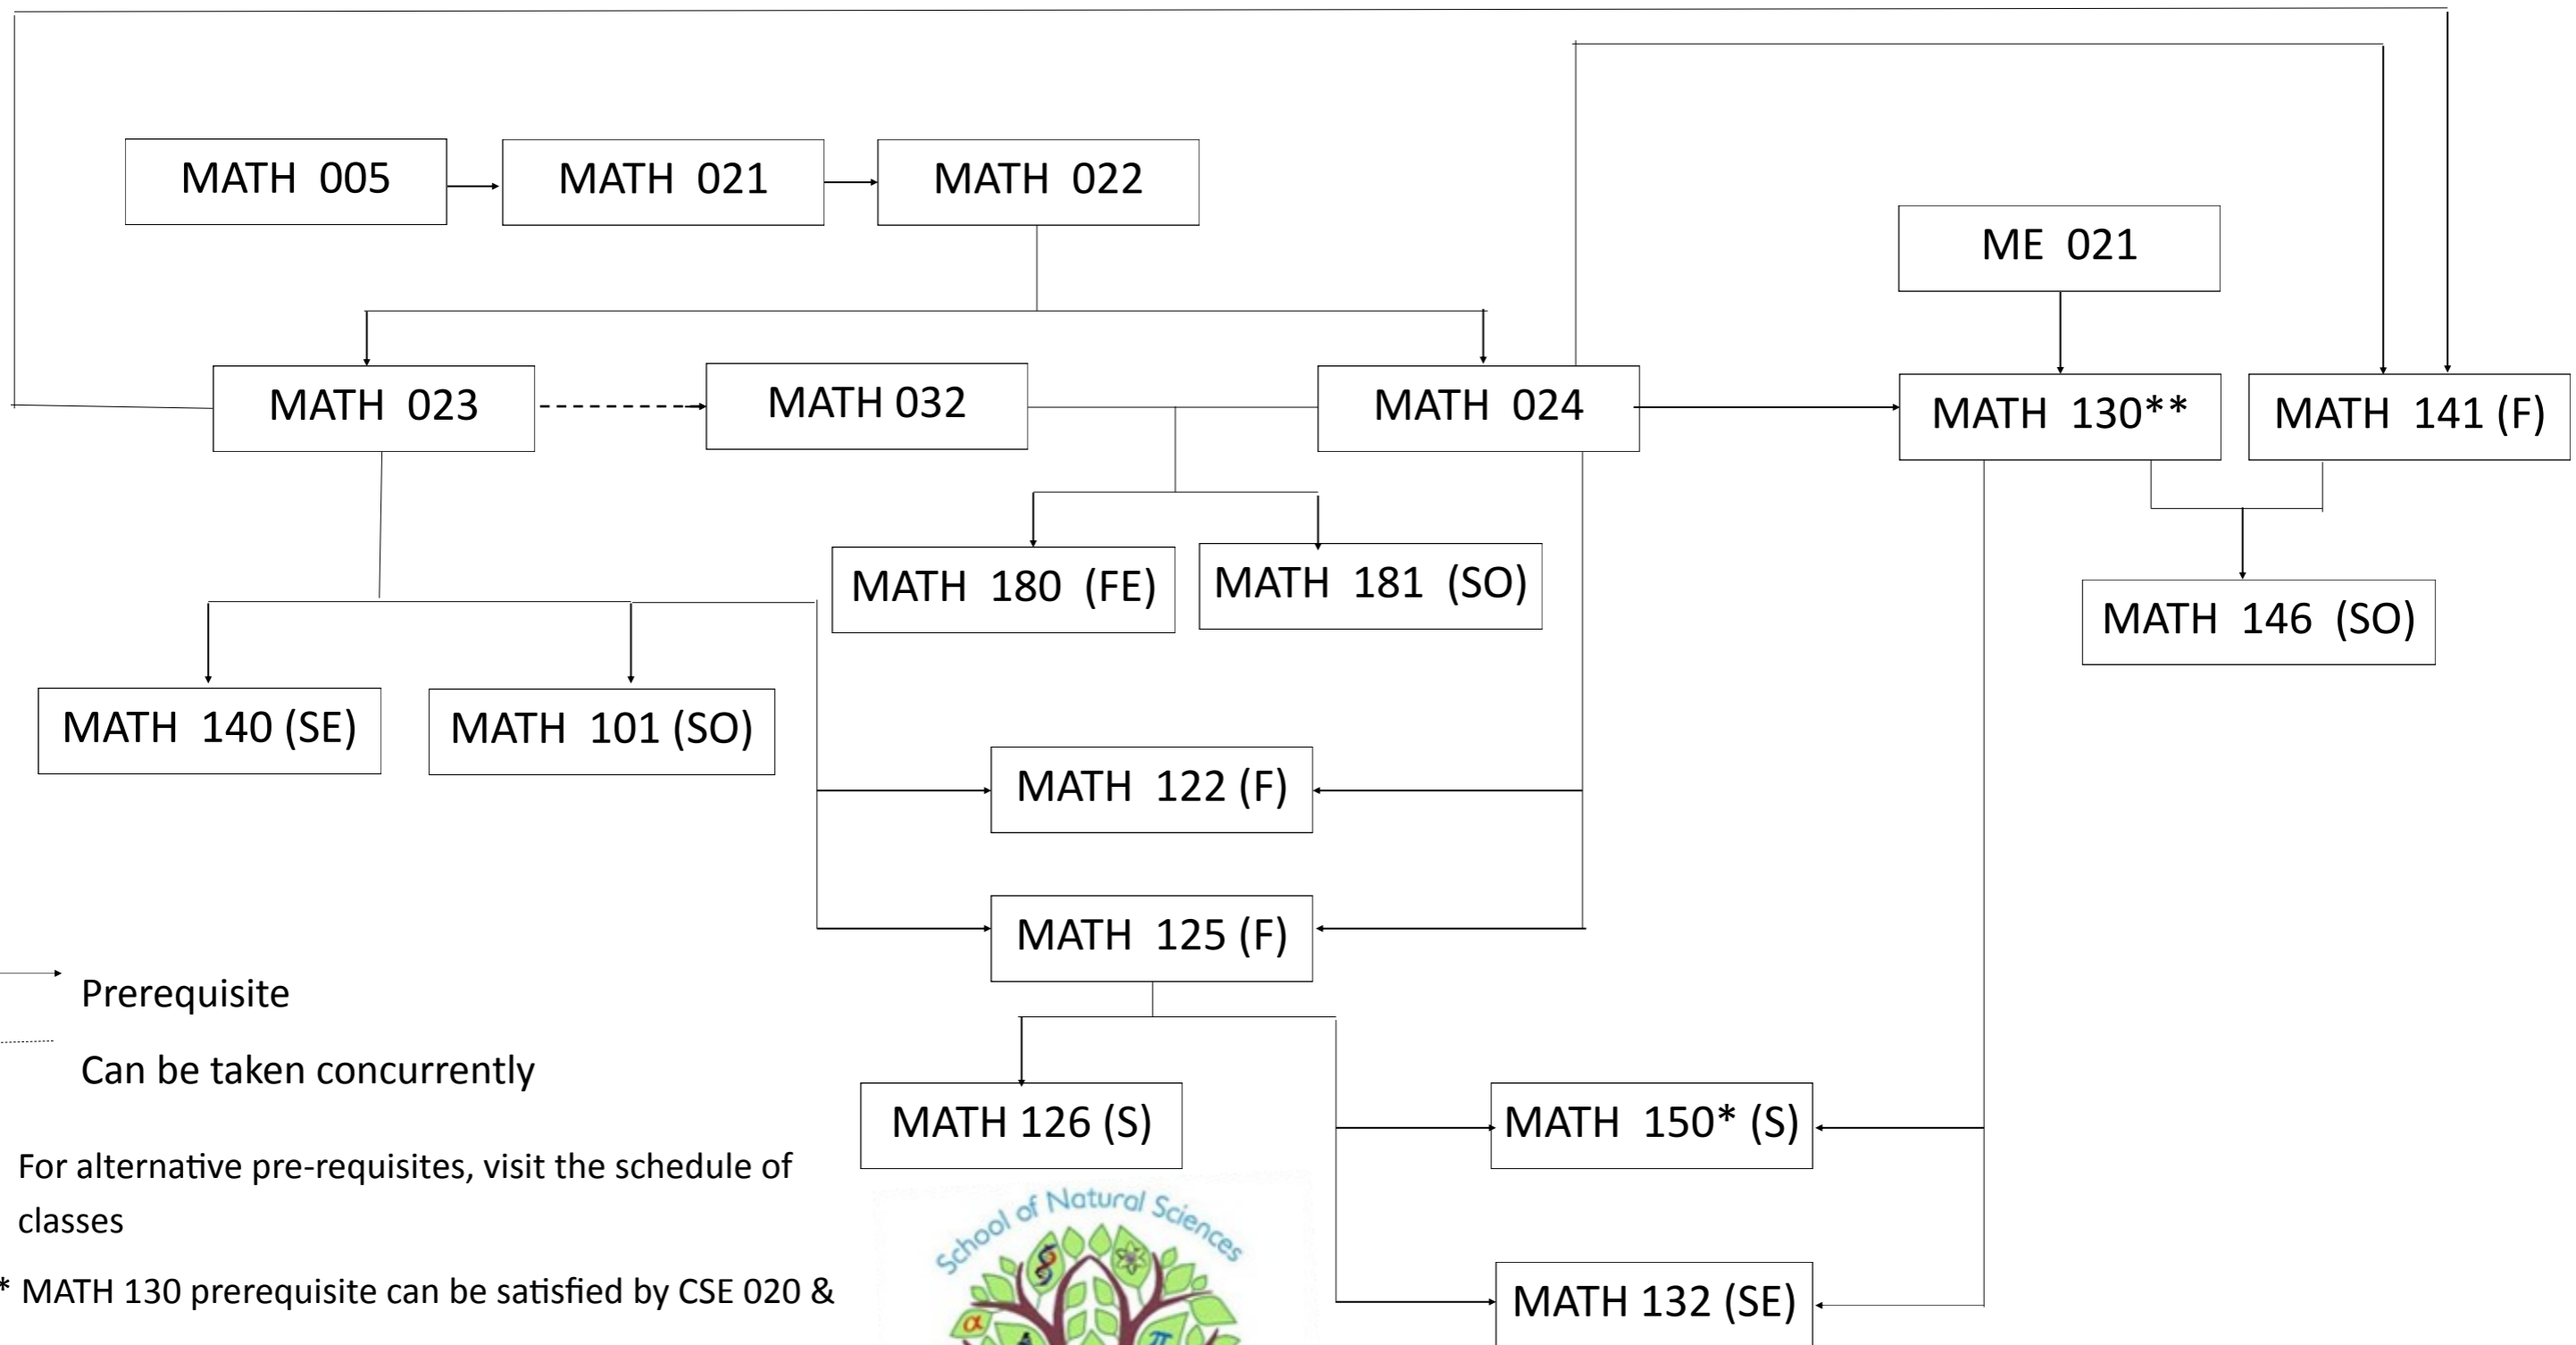 MATH 005
MATH 021
MATH 022
ME 021
MATH 023
MATH 032
MATH 024
MATH 130**
MATH 141 (F)
MATH 180 (FE)
MATH 181 (SO)
MATH 146 (SO)
MATH 140 (SE)
MATH 101 (SO)
MATH 122 (F)
MATH 125 (F)
Prerequisite
Can be taken concurrently
MATH 126 (S)
MATH 150* (S)
For alternative pre-requisites, visit the schedule of
classes
School of Natural Sciences
* MATH 130 prerequisite can be satisfied by CSE 020 &
MATH 132 (SE)
α
π